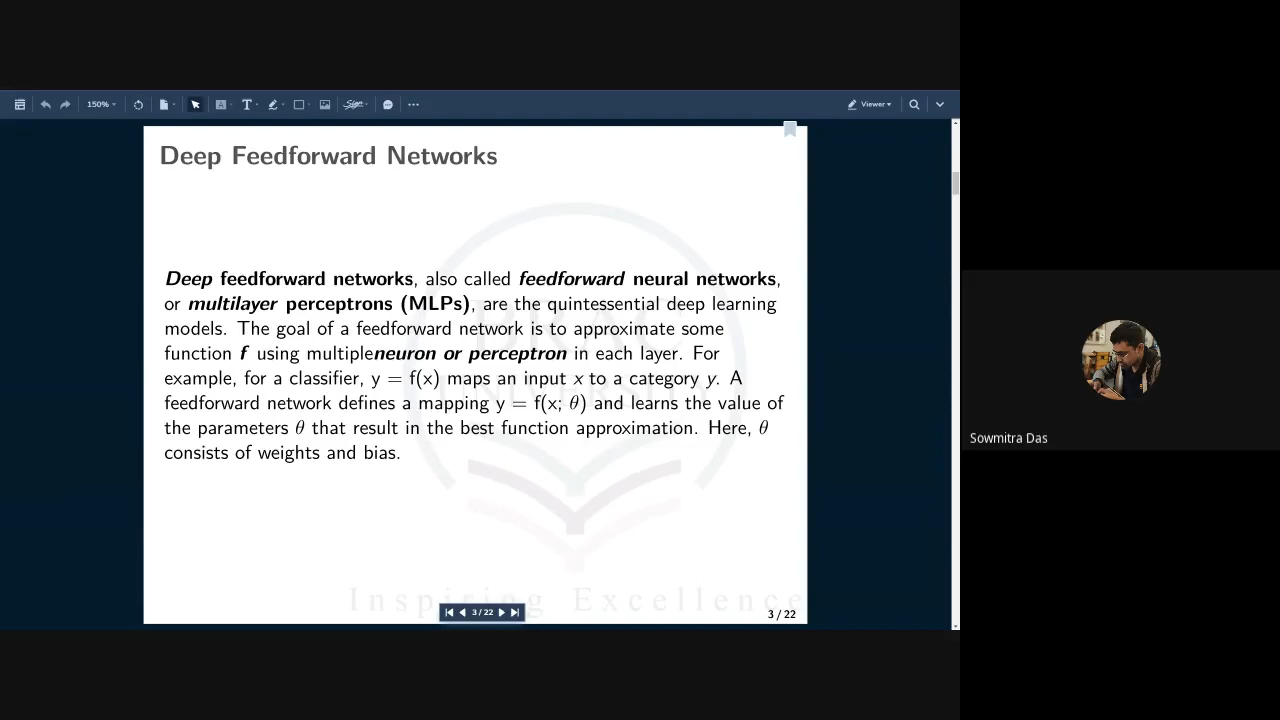 150%
T
Sign
Viewer
Deep Feedforward Networks
Deep feedforward networks, also called feedforward neural networks,
or multilayer perceptrons (MLPs), are the quintessential deep learning
models. The goal of a feedforward network is to approximate some
function f using multipleneuron or perceptron in each layer. For
example, for a classifier, y = f(x) maps an input x to a category y. A
feedforward network defines a mapping y = f(x; θ) and learns the value of
the parameters θ that result in the best function approximation. Here, θ
consists of weights and bias.
BRAC
UNIVERSITY
Inspiring Excellence
3 / 22
3 / 22
Sowmitra Das